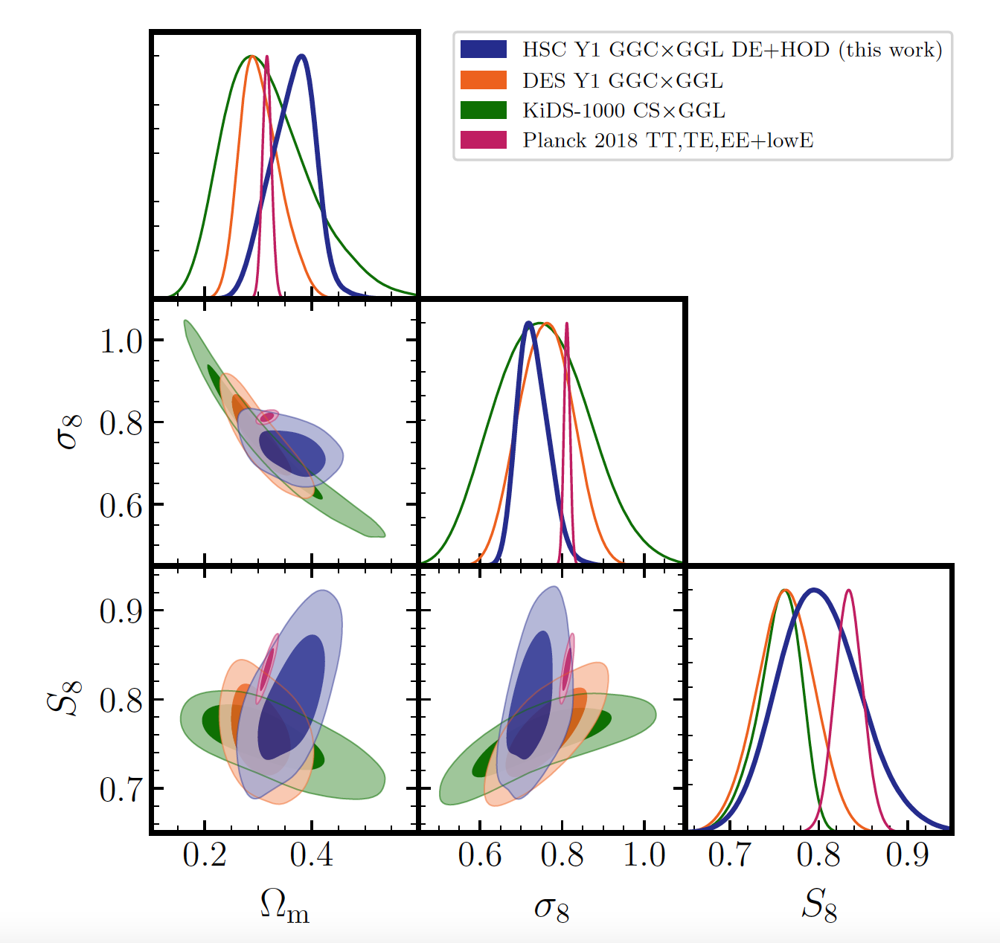 HSC Y1 GGC×GGL DE+HOD (this work)
DES Y1 GGC×GGL
KiDS-1000 CS×GGL
Planck 2018 TT,TE,EE+lowE
1.0
0.8
0.6
σ₈
0.9
0.8
0.7
S₈
0.2 0.4 0.6 0.8 1.0 0.7 0.8 0.9
Ωₘ σ₈ S₈